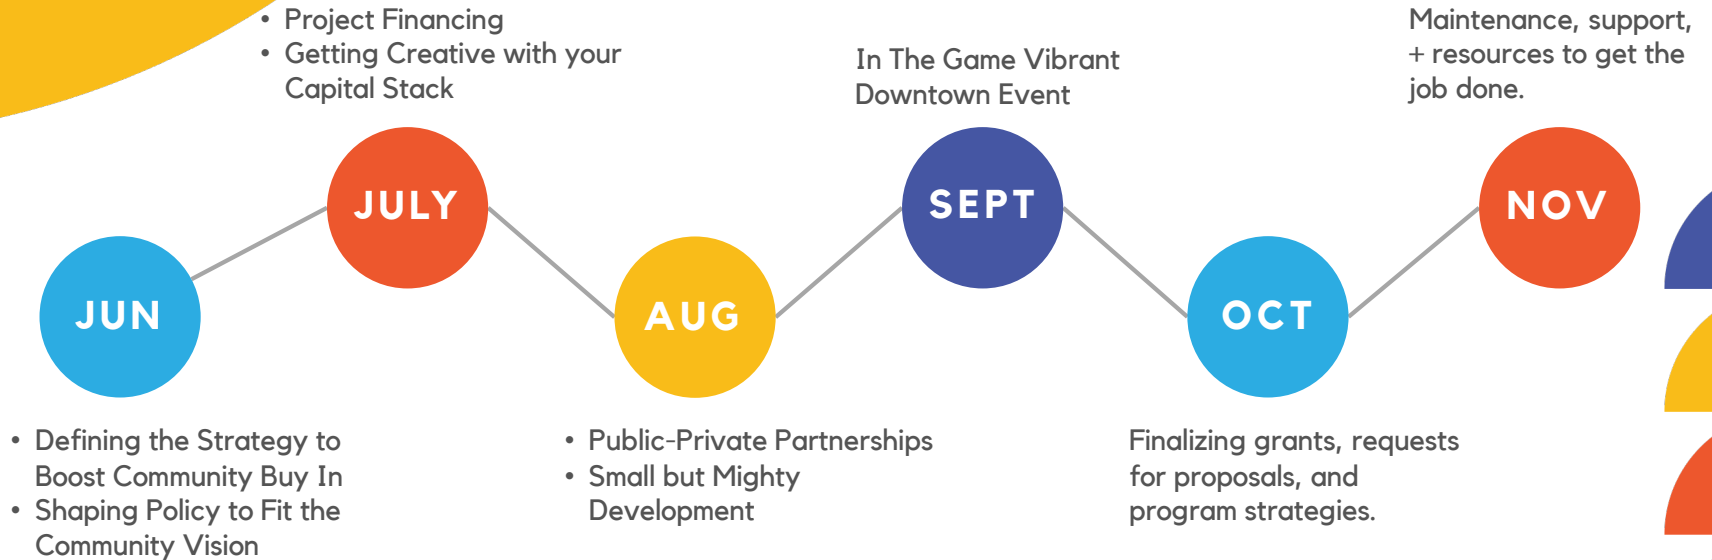 • Project Financing
• Getting Creative with your
Capital Stack
JULY
In The Game Vibrant
Downtown Event
SEPT
Maintenance, support,
+ resources to get the
job done.
NOV
JUN
• Defining the Strategy to
Boost Community Buy In
• Shaping Policy to Fit the
Community Vision
AUG
• Public-Private Partnerships
• Small but Mighty
Development
OCT
Finalizing grants, requests
for proposals, and
program strategies.